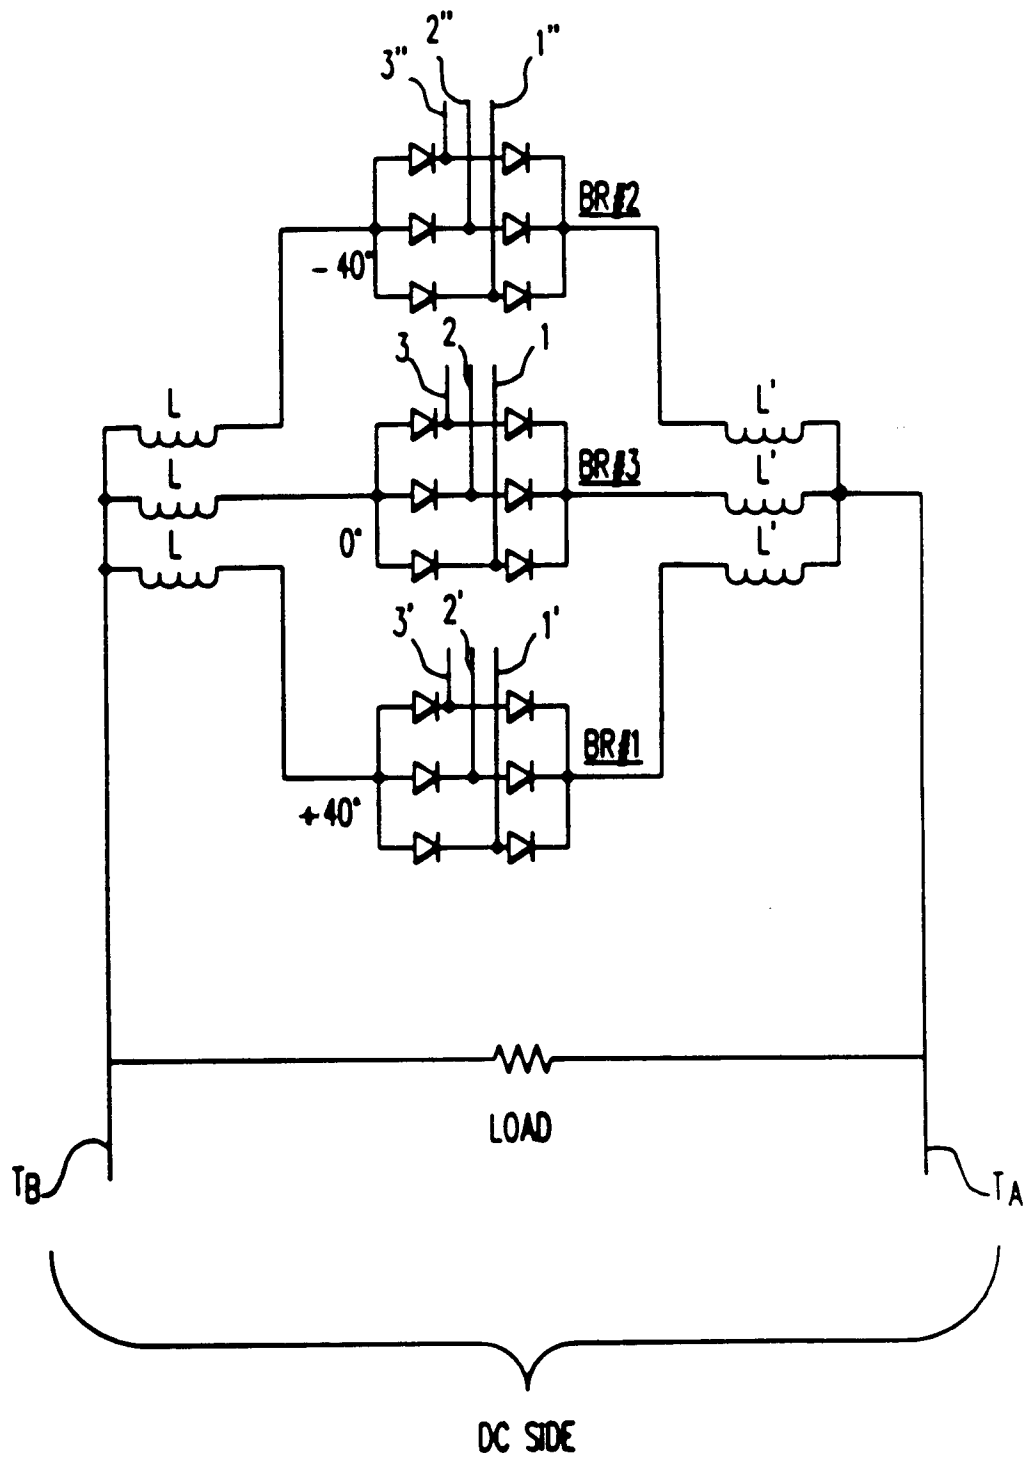 2"
1"
3"
BR#2
- 40°
2
1
3
L
L'
L
BR#3
L'
0°
L
L'
2'
3'
1'
BR#1
+40°
LOAD
TB
TA
DC SIDE